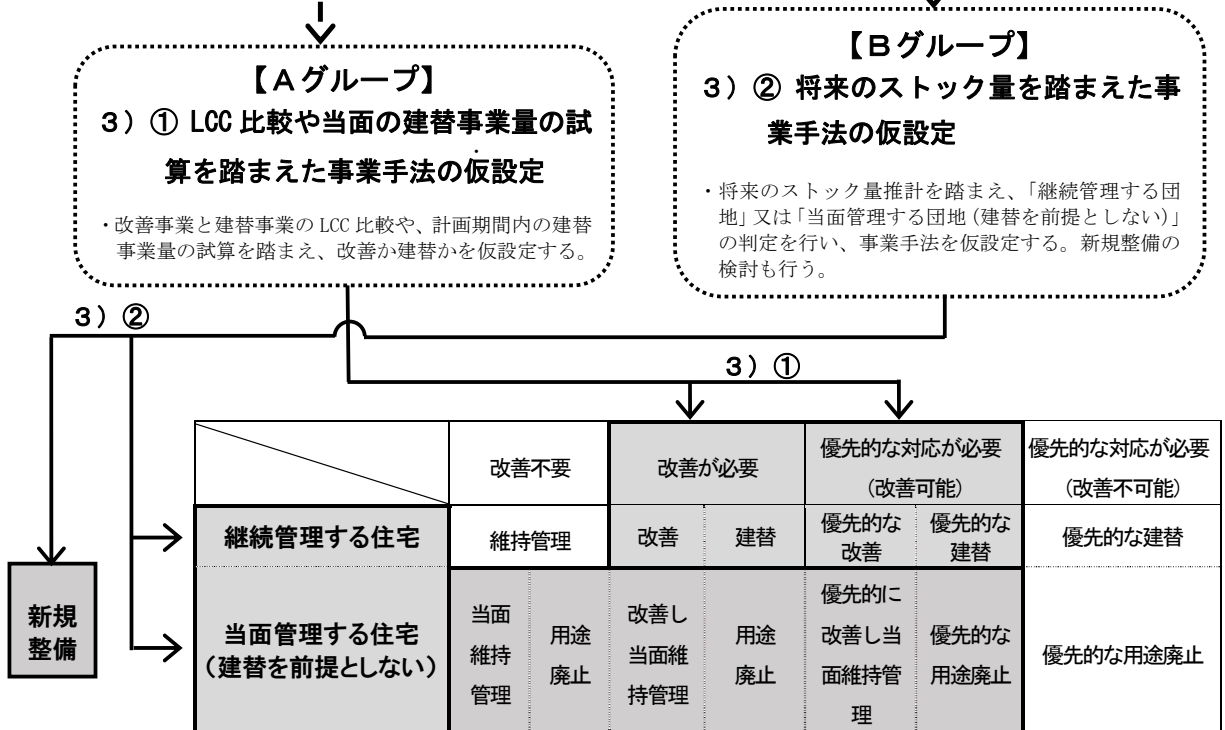 【Ａグループ】
３）① LCC 比較や当面の建替事業量の試
算を踏まえた事業手法の仮設定
・改善事業と建替事業の LCC 比較や、計画期間内の建替
事業量の試算を踏まえ、改善か建替かを仮設定する。
【Ｂグループ】
３）② 将来のストック量を踏まえた事
業手法の仮設定
・将来のストック量推計を踏まえ、「継続管理する団
地」又は「当面管理する団地（建替を前提としない）」
の判定を行い、事業手法を仮設定する。新規整備の
検討も行う。
３）②
３）①
改善不要
改善が必要
優先的な対応が必要
（改善可能）
優先的な対応が必要
（改善不可能）
継続管理する住宅
維持管理
改善
建替
優先的な
改善
優先的な
建替
優先的な建替
新規
整備
当面管理する住宅
（建替を前提としない）
当面
維持
管理
用途
廃止
改善し
当面維
持管理
用途
廃止
優先的に
改善し当
面維持管
理
優先的な
用途廃止
優先的な用途廃止